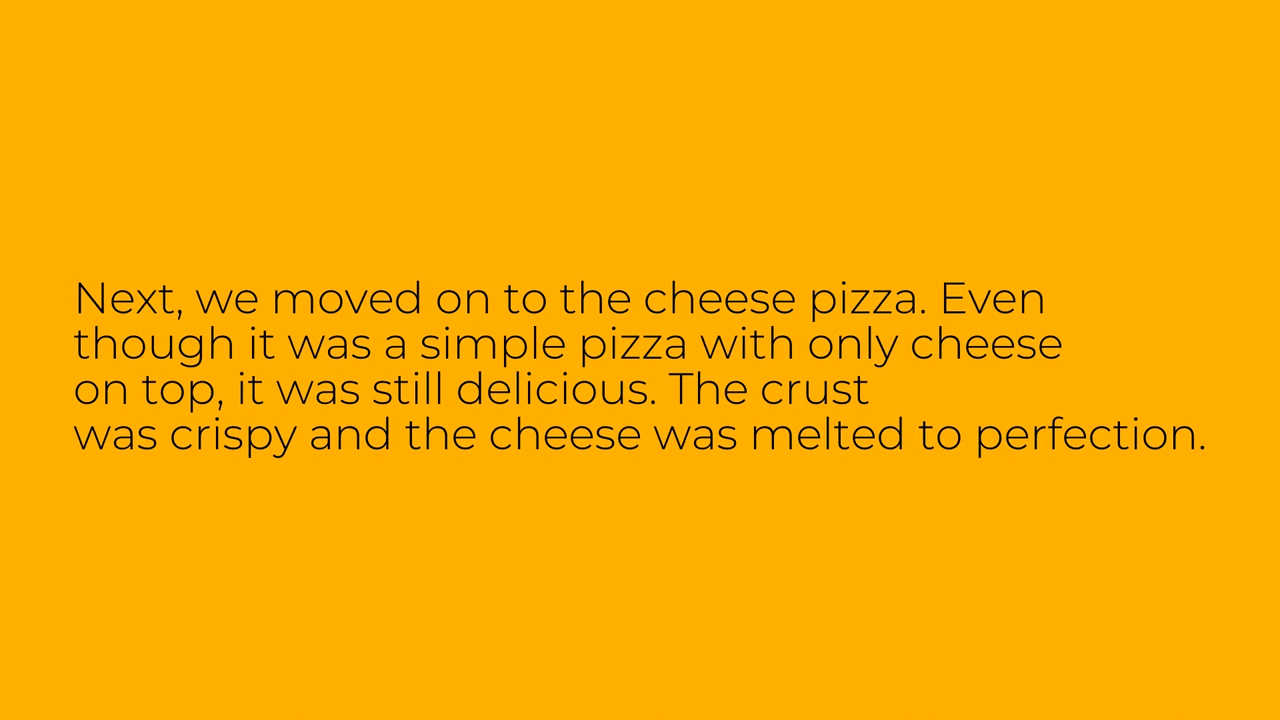 Next, we moved on to the cheese pizza. Even
though it was a simple pizza with only cheese
on top, it was still delicious. The crust
was crispy and the cheese was melted to perfection.